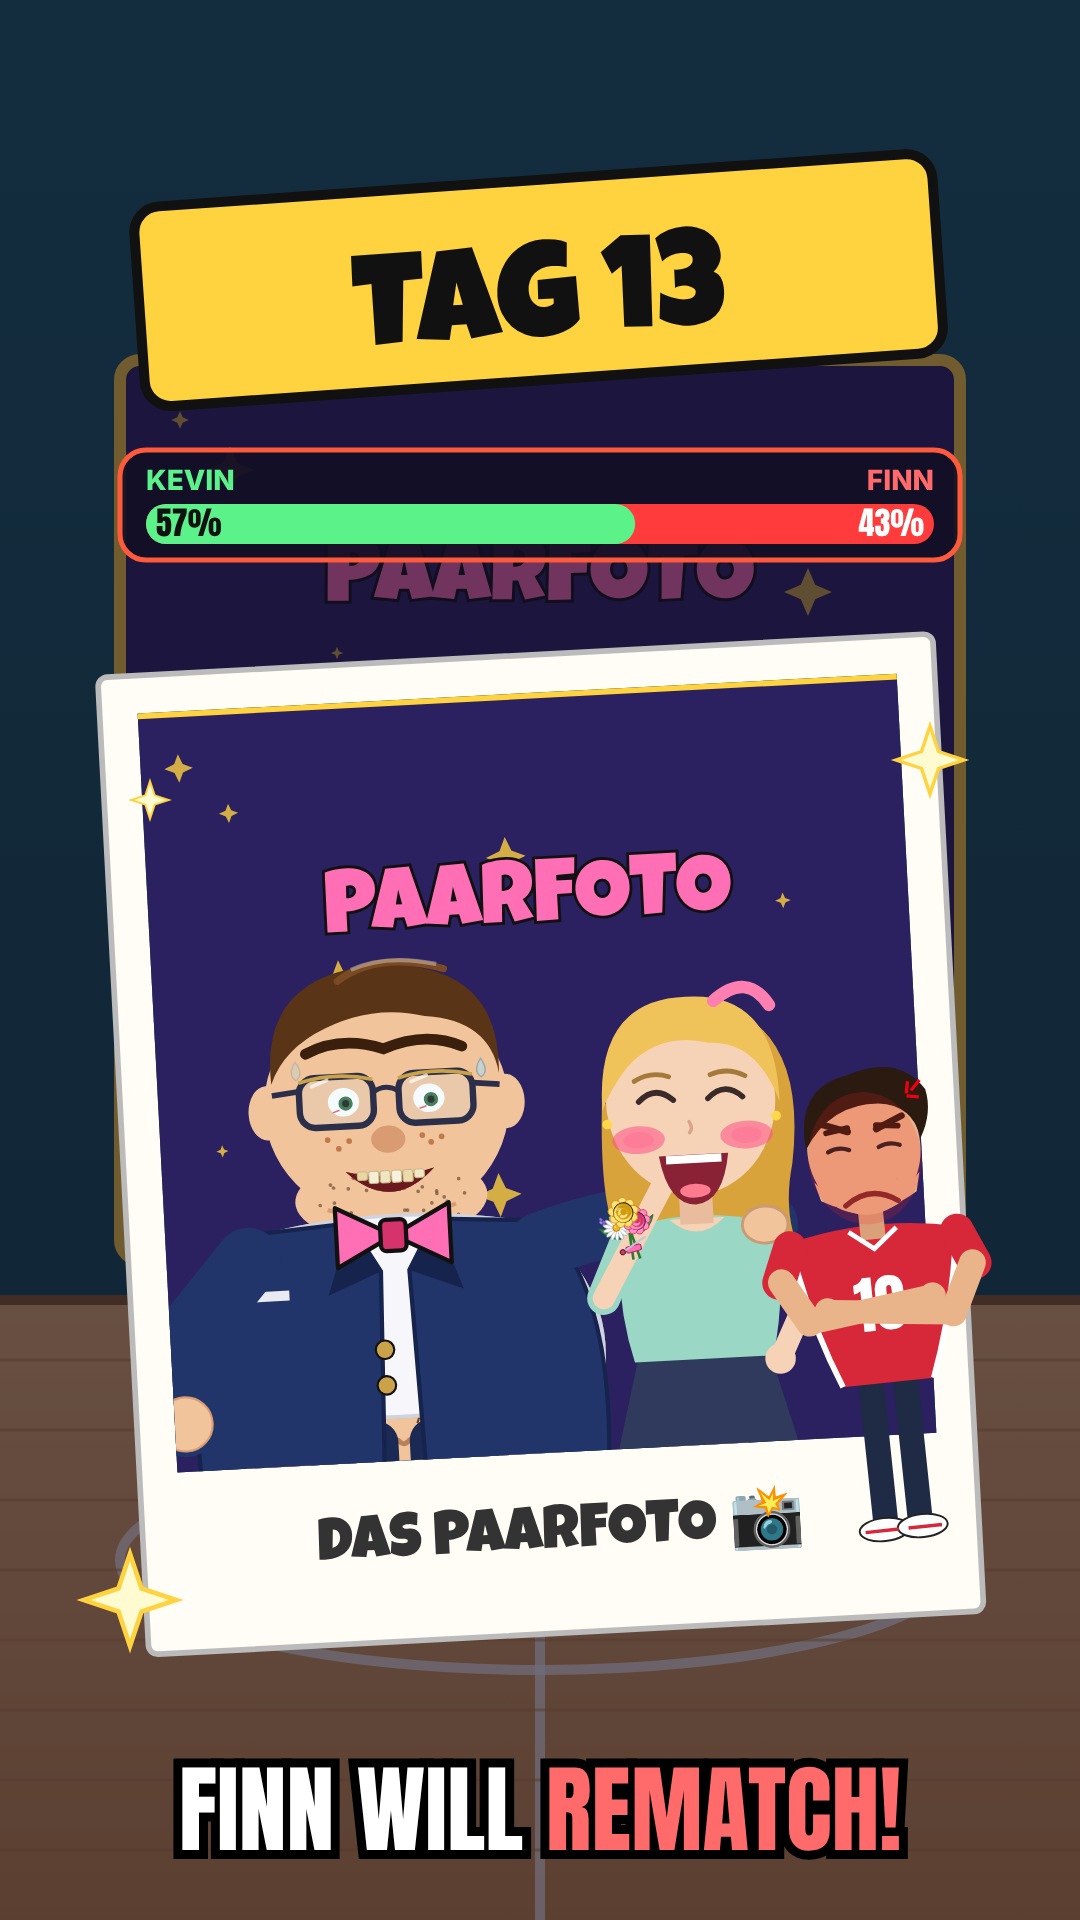 TAG 13
KEVIN FINN
57% 43%
PAARFOTO
PAARFOTO
DAS PAARFOTO
FINN WILL REMATCH!